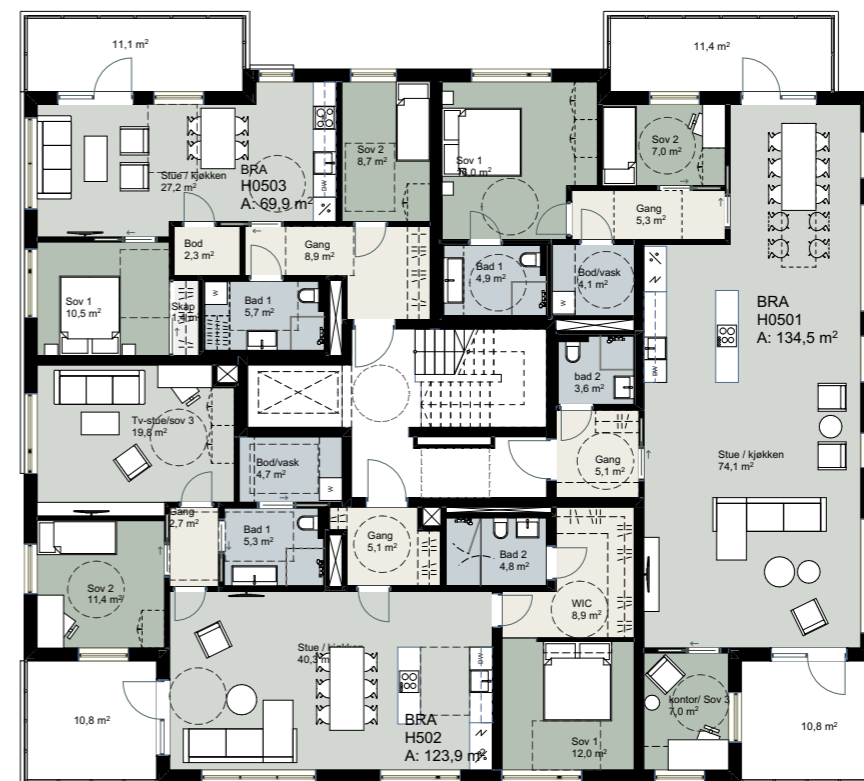 11,1 m²
11,4 m²
Stue / kjøkken
27,2 m²
BRA
H0503
A: 69,9 m²
DW
Sov 2
8,7 m²
Sov 1
Sov 2
7,0 m²
Gang
5,3 m²
Bod
2,3 m²
Gang
8,9 m²
Bad 1
4,9 m²
Bod/vask
4,1 m²
W
Sov 1
10,5 m²
Skap
W
Bad 1
5,7 m²
BRA
H0501
A: 134,5 m²
DW
bad 2
3,6 m²
Tv-stue/sov 3
19,8 m²
Bod/vask
4,7 m²
W
Gang
5,1 m²
Stue / kjøkken
74,1 m²
Gang
2,7 m²
Bad 1
5,3 m²
Gang
5,1 m²
Bad 2
4,8 m²
Sov 2
11,4 m²
WIC
8,9 m²
Stue / kjøkken
40,3 m²
DW
BRA
H502
A: 123,9 m²
Sov 1
12,0 m²
kontor/ Sov 3
7,0 m²
10,8 m²
10,8 m²